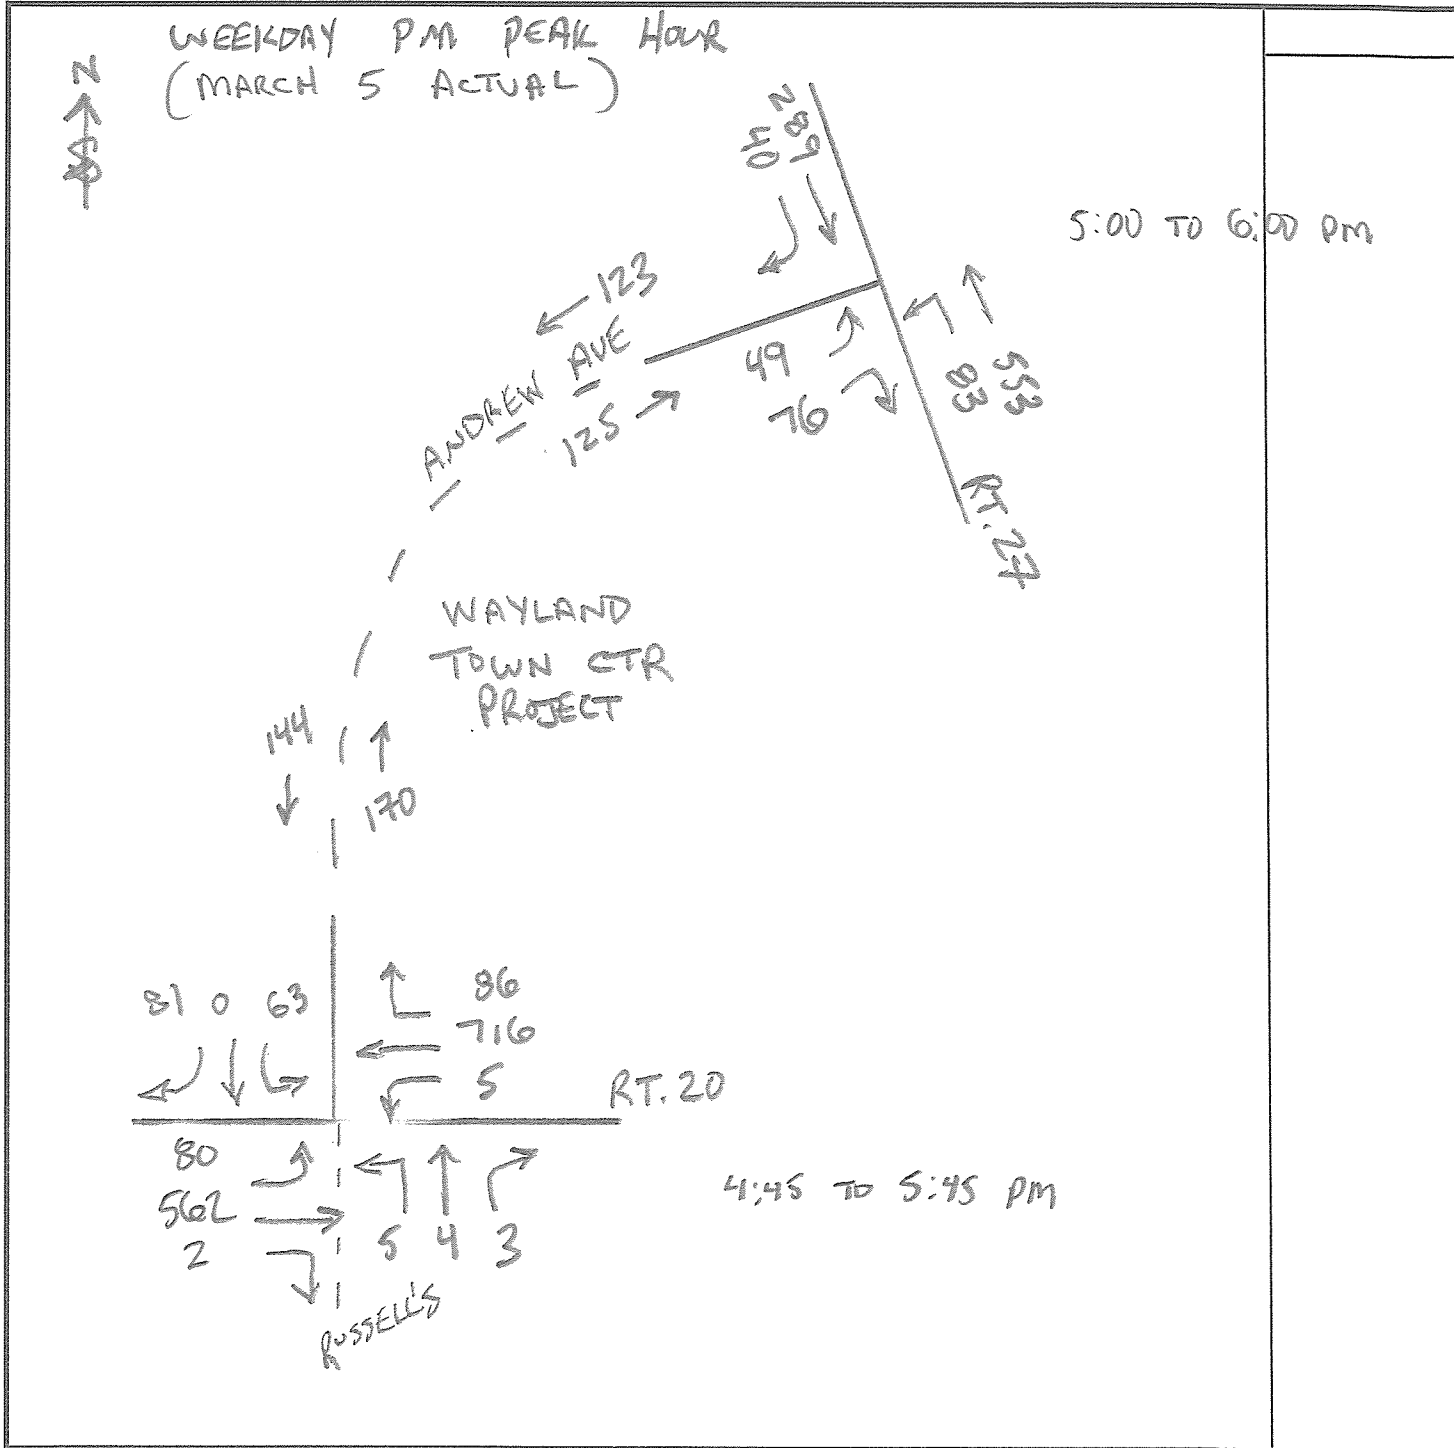 WEEKDAY PM PEAK HOUR
(MARCH 5 ACTUAL)
N
289
40
5:00 TO 6:00 PM
123
ANDREW AVE
125
49
76
553
83
RT. 27
WAYLAND
TOWN CTR
PROJECT
144
170
81 0 63
86
716
5
RT. 20
80
562
2
5 4 3
4:45 TO 5:45 PM
RUSSELL'S